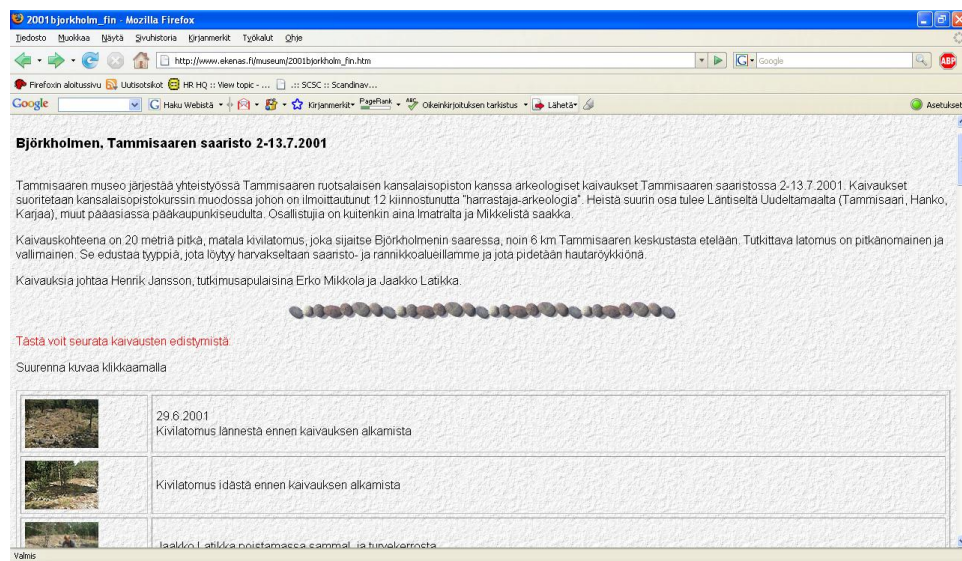 2001bjorkholm_fin - Mozilla Firefox
Tiedosto Muokkaa Näytä Sivuhistoria Kirjanmerkit Työkalut Ohje
http://www.ekenas.fi/museum/2001bjorkholm_fin.htm
G Google
ABP
Firefoxin aloitussivu Uutisotsikot HR HQ :: View topic - ... .:: SCSC :: Scandinav...
Google G Haku Webistä Kirjanmerkit PageRank ABC Oikeinkirjoituksen tarkistus Lähetä Asetukset
Björkholmen, Tammisaaren saaristo 2-13.7.2001
Tammisaaren museo järjestää yhteistyössä Tammisaaren ruotsalaisen kansalaisopiston kanssa arkeologiset kaivaukset Tammisaaren saaristossa 2-13.7.2001. Kaivaukset
suoritetaan kansalaisopistokurssin muodossa johon on ilmoittautunut 12 kiinnostunutta "harrastaja-arkeologia". Heistä suurin osa tulee Läntiseltä Uudeltamaalta (Tammisaari, Hanko,
Karjaa), muut pääasiassa pääkaupunkiseudulta. Osallistujia on kuitenkin aina Imatralta ja Mikkelistä saakka.
Kaivauskohteena on 20 metriä pitkä, matala kivilatomus, joka sijaitse Björkholmenin saaressa, noin 6 km Tammisaaren keskustasta etelään. Tutkittava latomus on pitkänomainen ja
vallimainen. Se edustaa tyyppiä, jota löytyy harvakseltaan saaristo- ja rannikkoalueillamme ja jota pidetään hautaröykkiönä.
Kaivauksia johtaa Henrik Jansson, tutkimusapulaisina Erko Mikkola ja Jaakko Latikka.
Tästä voit seurata kaivausten edistymistä:
Suurenna kuvaa klikkaamalla
29.6.2001
Kivilatomus lännestä ennen kaivauksen alkamista
Kivilatomus idästä ennen kaivauksen alkamista
Jaakko Latikka poistamassa sammal- ja turvekerrosta
Valmis